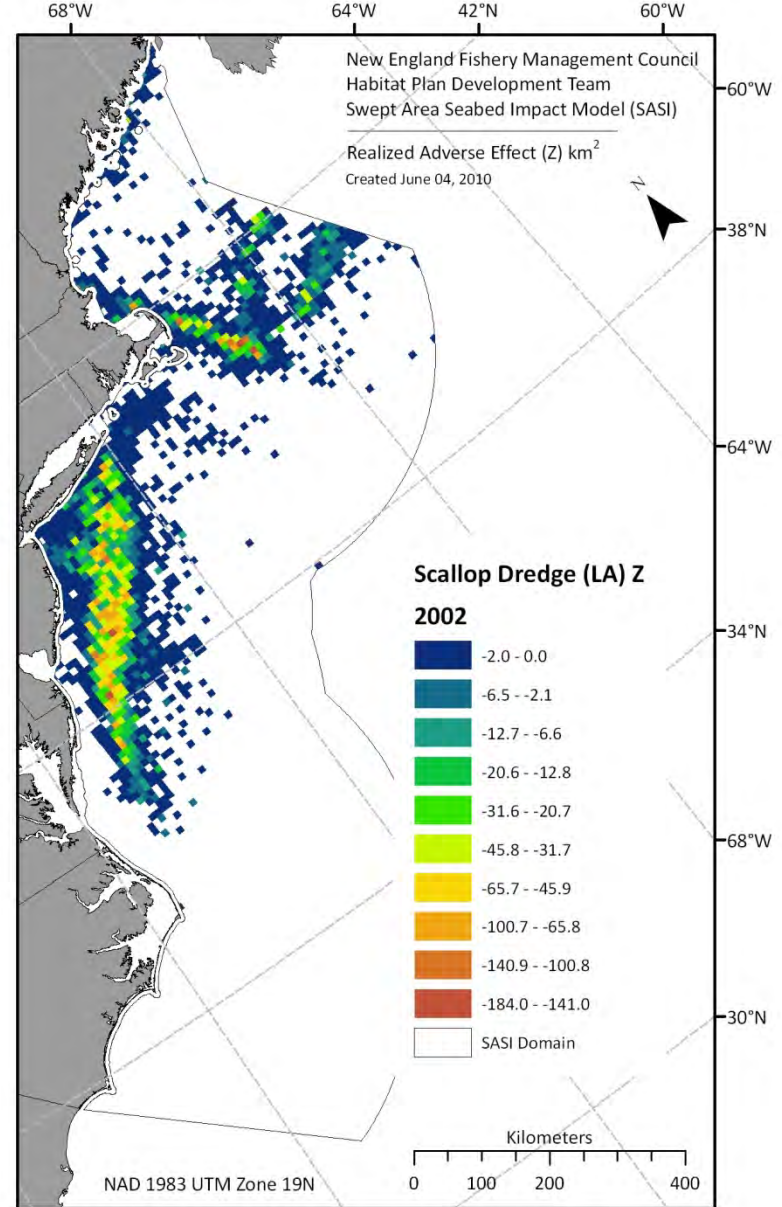 68°W 64°W 42°N 60°W
New England Fishery Management Council
Habitat Plan Development Team
Swept Area Seabed Impact Model (SASI)
Realized Adverse Effect (Z) km²
Created June 04, 2010
N
60°W
38°N
64°W
34°N
68°W
30°N
Scallop Dredge (LA) Z
2002
-2.0 - 0.0
-6.5 - -2.1
-12.7 - -6.6
-20.6 - -12.8
-31.6 - -20.7
-45.8 - -31.7
-65.7 - -45.9
-100.7 - -65.8
-140.9 - -100.8
-184.0 - -141.0
SASI Domain
Kilometers
0 100 200 400
NAD 1983 UTM Zone 19N